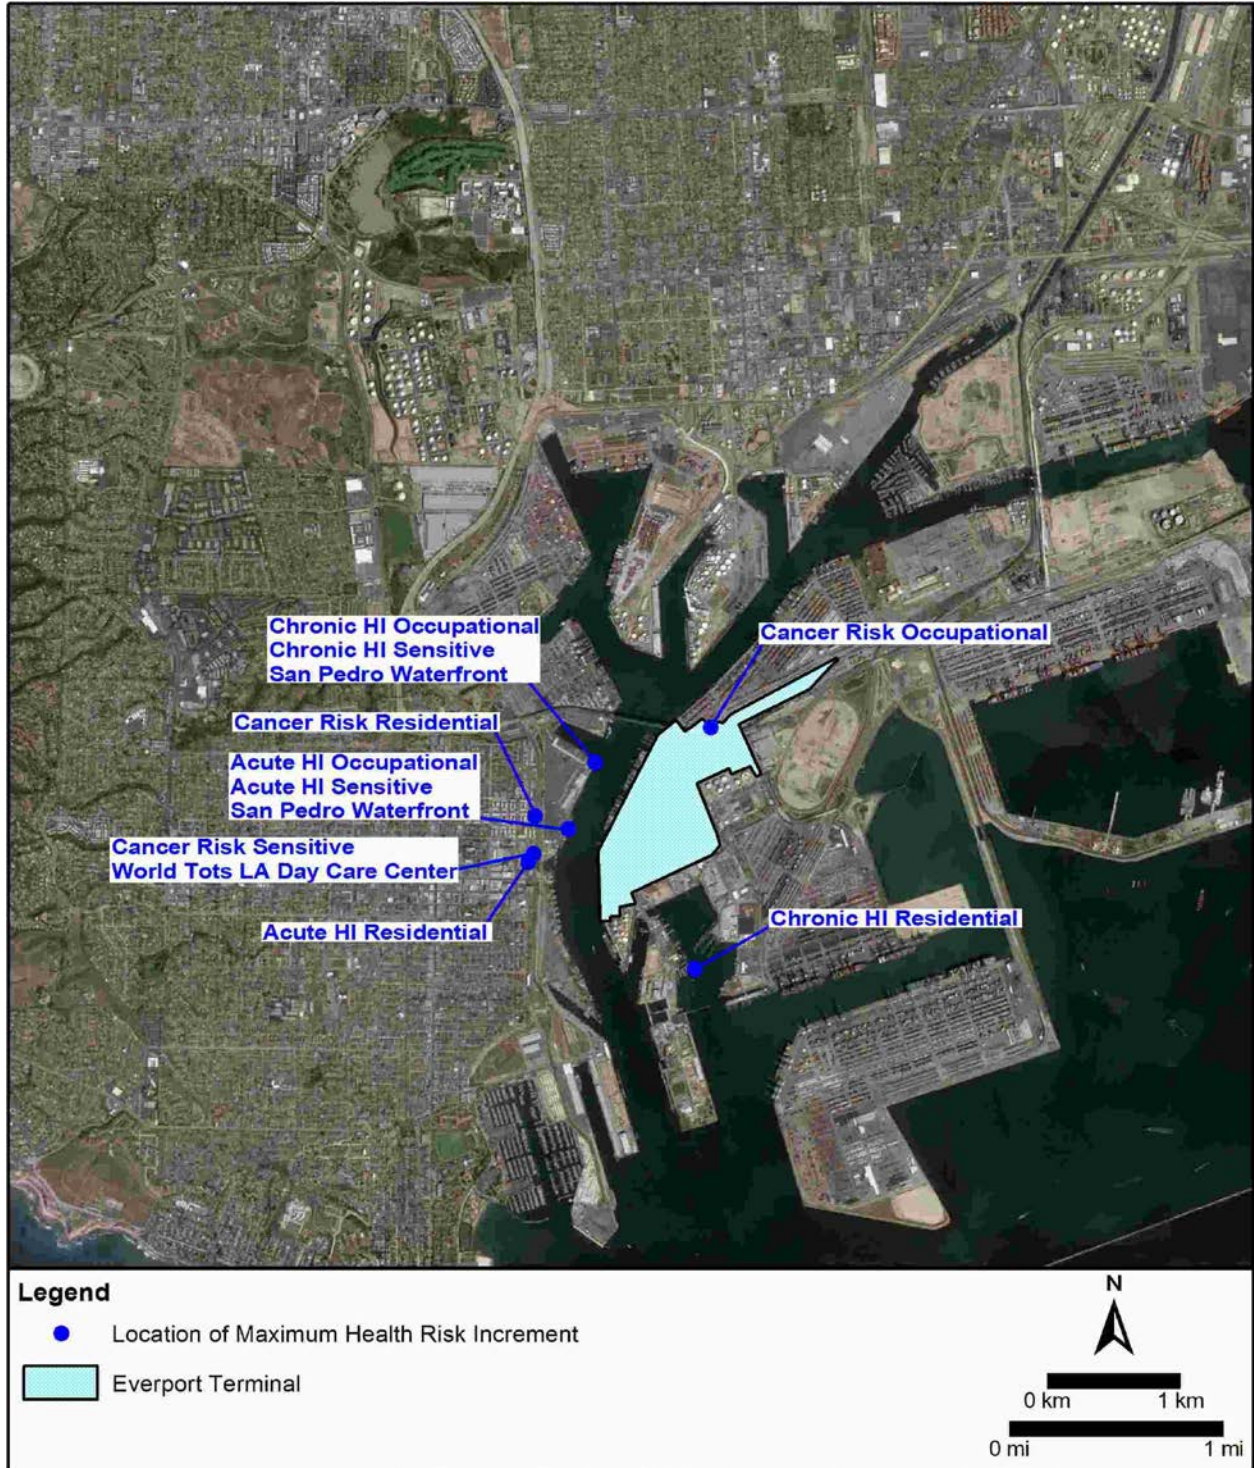 Chronic HI Occupational
Chronic HI Sensitive
San Pedro Waterfront
Cancer Risk Occupational
Cancer Risk Residential
Acute HI Occupational
Acute HI Sensitive
San Pedro Waterfront
Cancer Risk Sensitive
World Tots LA Day Care Center
Acute HI Residential
Chronic HI Residential
Legend
Location of Maximum Health Risk Increment
Everport Terminal
N
0 km 1 km
0 mi 1 mi